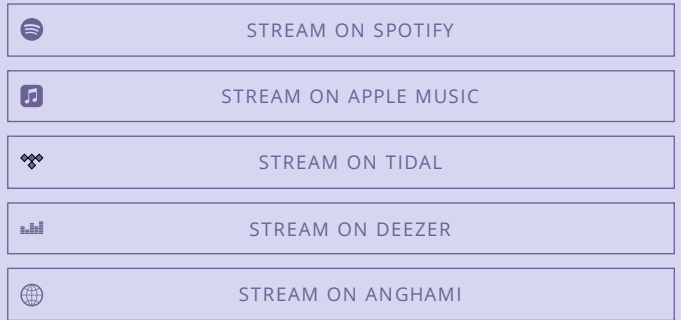 STREAM ON SPOTIFY
STREAM ON APPLE MUSIC
STREAM ON TIDAL
STREAM ON DEEZER
STREAM ON ANGHAMI